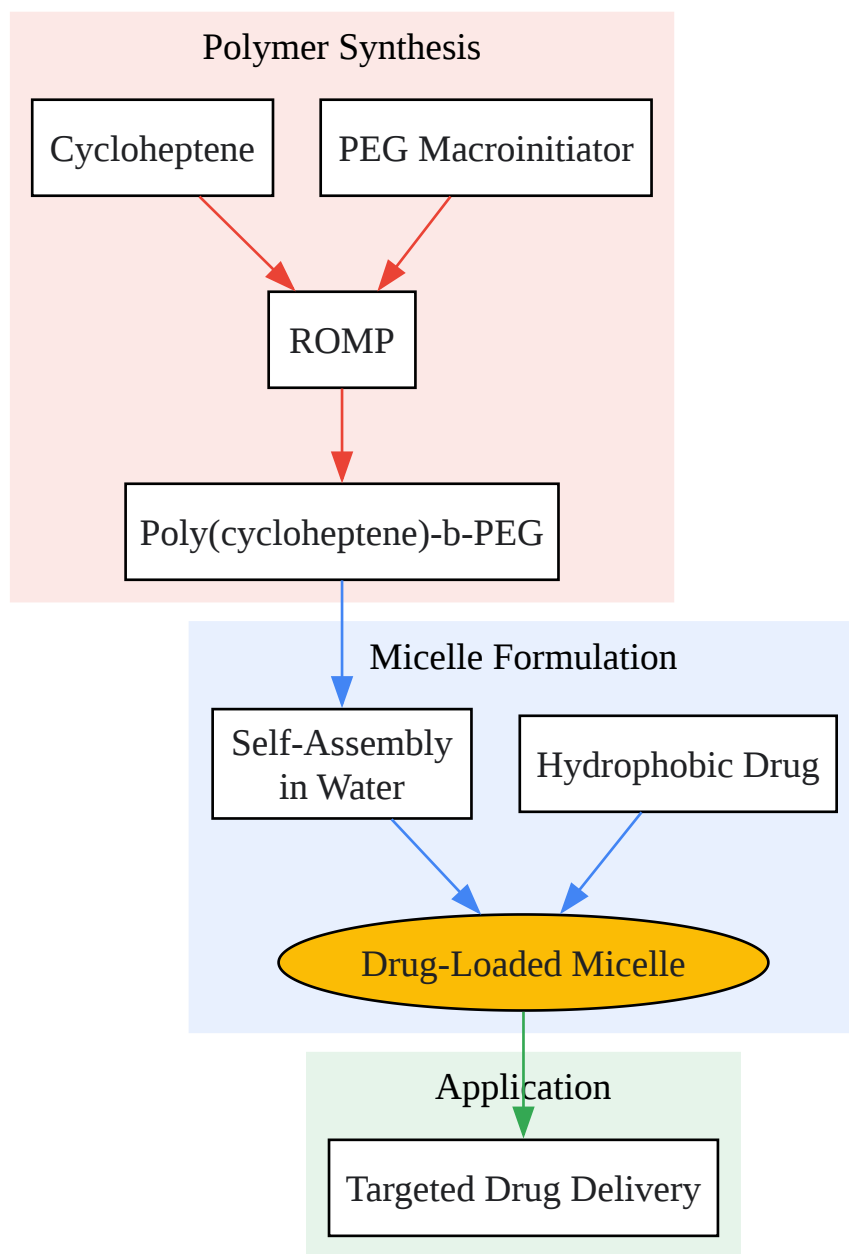 Polymer Synthesis
Cycloheptene
PEG Macroinitiator
ROMP
Poly(cycloheptene)-b-PEG
Micelle Formulation
Self-Assembly
in Water
Hydrophobic Drug
Drug-Loaded Micelle
Application
Targeted Drug Delivery